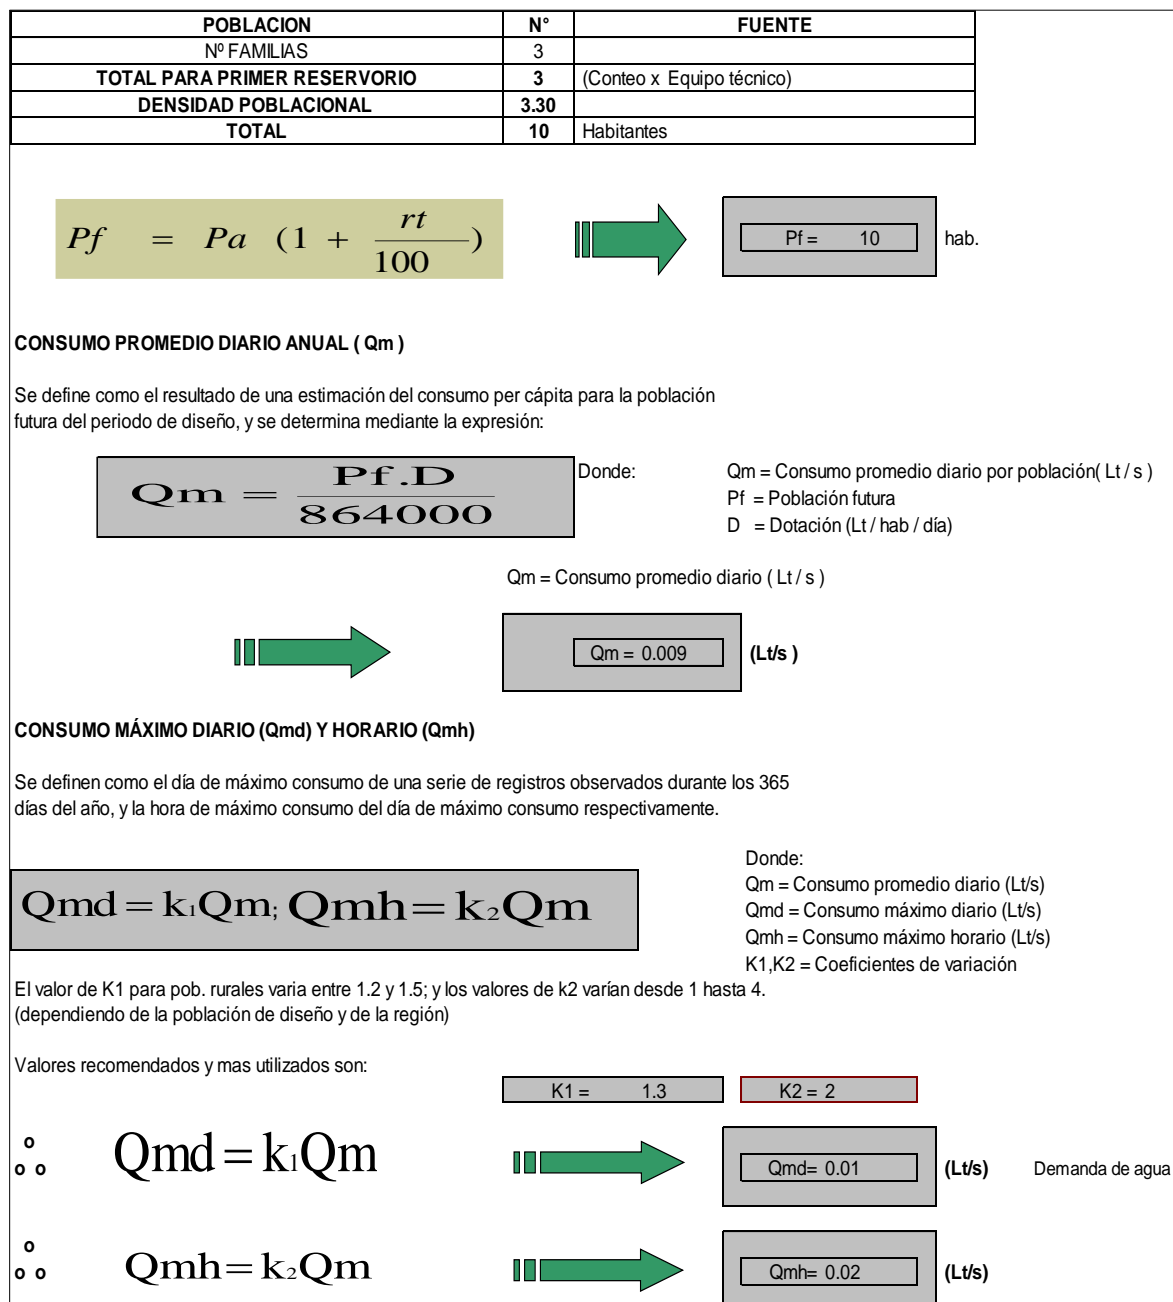 POBLACION N° FUENTE
Nº FAMILIAS 3
TOTAL PARA PRIMER RESERVORIO 3 (Conteo x Equipo técnico)
DENSIDAD POBLACIONAL 3.30
TOTAL 10 Habitantes
Pf = Pa (1 + rt/100) Pf = 10 hab.
CONSUMO PROMEDIO DIARIO ANUAL ( Qm )
Se define como el resultado de una estimación del consumo per cápita para la población
futura del periodo de diseño, y se determina mediante la expresión:
Qm = Pf.D/864000 Donde: Qm = Consumo promedio diario por población( Lt / s )
Pf = Población futura
D = Dotación (Lt / hab / día)
Qm = Consumo promedio diario ( Lt / s )
Qm = 0.009 (Lt/s )
CONSUMO MÁXIMO DIARIO (Qmd) Y HORARIO (Qmh)
Se definen como el día de máximo consumo de una serie de registros observados durante los 365
días del año, y la hora de máximo consumo del día de máximo consumo respectivamente.
Donde:
Qm = Consumo promedio diario (Lt/s)
Qmd = Consumo máximo diario (Lt/s)
Qmh = Consumo máximo horario (Lt/s)
K1,K2 = Coeficientes de variación
Qmd = k₁Qm; Qmh = k₂Qm
El valor de K1 para pob. rurales varia entre 1.2 y 1.5; y los valores de k2 varían desde 1 hasta 4.
(dependiendo de la población de diseño y de la región)
Valores recomendados y mas utilizados son:
K1 = 1.3 K2 = 2
o
o o Qmd = k₁Qm Qmd= 0.01 (Lt/s) Demanda de agua
o
o o Qmh = k₂Qm Qmh= 0.02 (Lt/s)